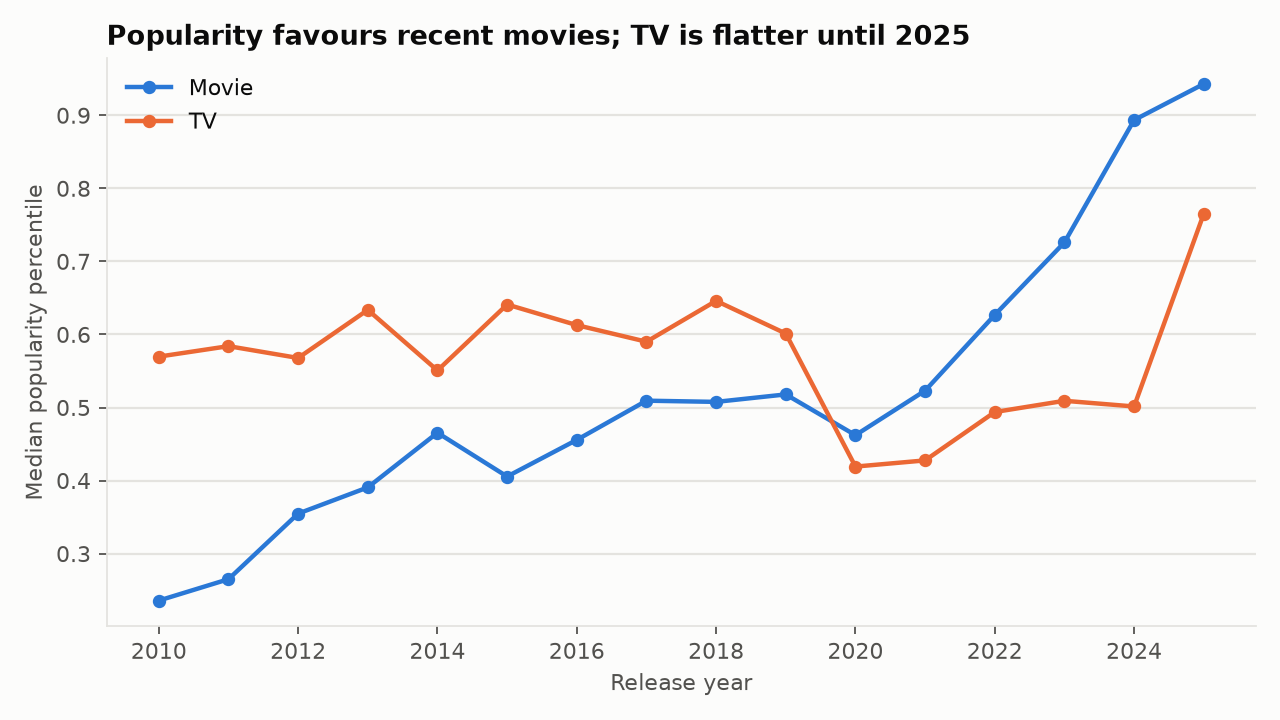 Popularity favours recent movies; TV is flatter until 2025
Movie
TV
Median popularity percentile
0.9
0.8
0.7
0.6
0.5
0.4
0.3
2010 2012 2014 2016 2018 2020 2022 2024
Release year